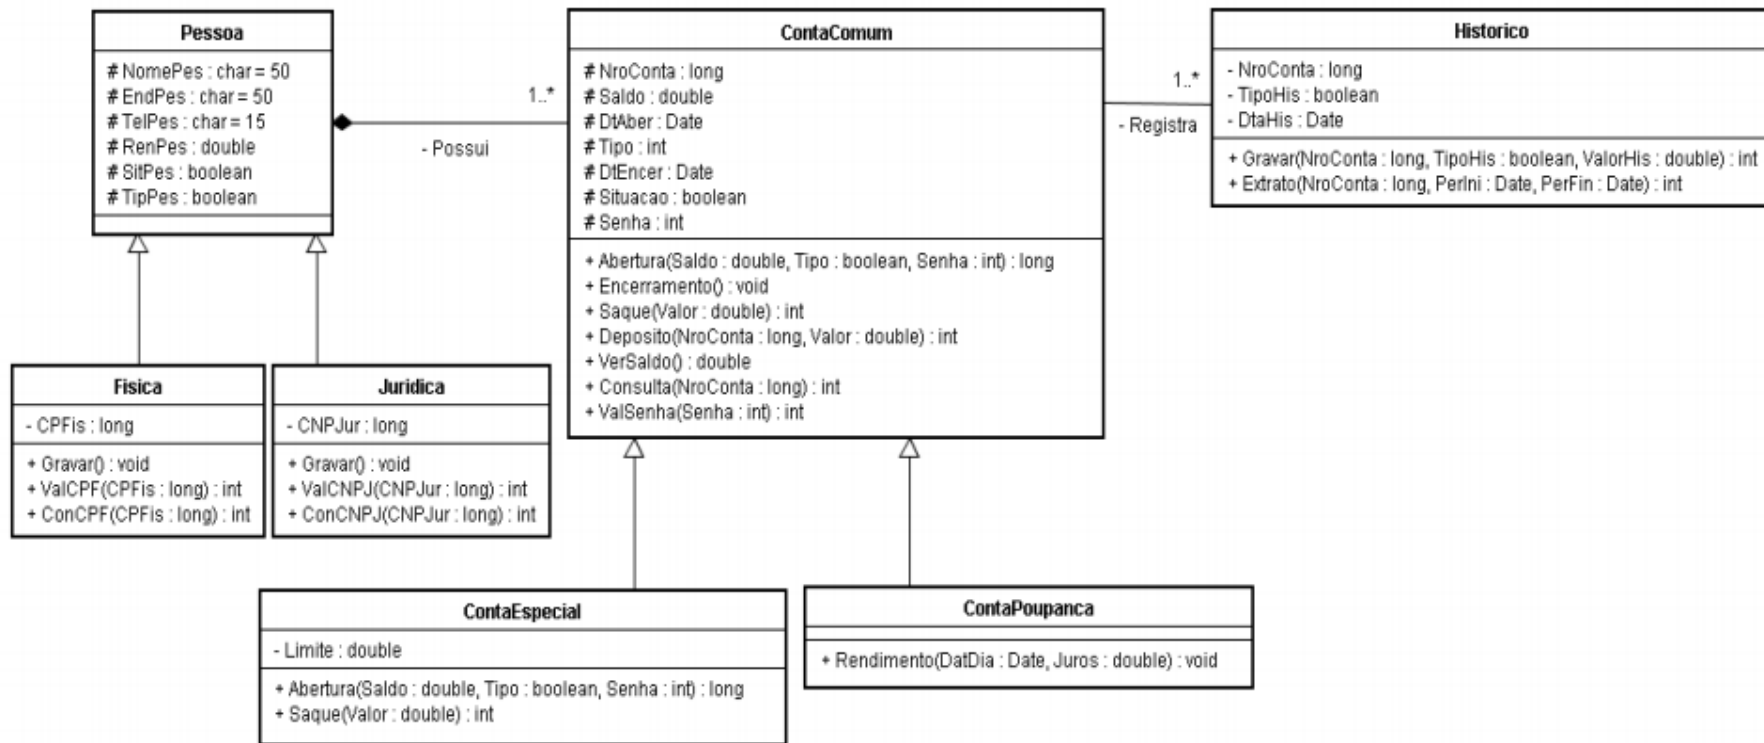 Pessoa
# NomePes : char = 50
# EndPes : char = 50
# TelPes : char = 15
# RenPes : double
# SitPes : boolean
# TipPes : boolean
1..*
- Possui
ContaComum
# NroConta : long
# Saldo : double
# DtAber : Date
# Tipo : int
# DtEncer : Date
# Situacao : boolean
# Senha : int
+ Abertura(Saldo : double, Tipo : boolean, Senha : int) : long
+ Encerramento() : void
+ Saque(Valor : double) : int
+ Deposito(NroConta : long, Valor : double) : int
+ VerSaldo() : double
+ Consulta(NroConta : long) : int
+ ValSenha(Senha : int) : int
1..*
- Registra
Historico
- NroConta : long
- TipoHis : boolean
- DtaHis : Date
+ Gravar(NroConta : long, TipoHis : boolean, ValorHis : double) : int
+ Extrato(NroConta : long, PerIni : Date, PerFin : Date) : int
Fisica
- CPFis : long
+ Gravar() : void
+ ValCPF(CPFis : long) : int
+ ConCPF(CPFis : long) : int
Juridica
- CNPJur : long
+ Gravar() : void
+ ValCNPJ(CNPJur : long) : int
+ ConCNPJ(CNPJur : long) : int
ContaEspecial
- Limite : double
+ Abertura(Saldo : double, Tipo : boolean, Senha : int) : long
+ Saque(Valor : double) : int
ContaPoupanca
+ Rendimento(DatDia : Date, Juros : double) : void